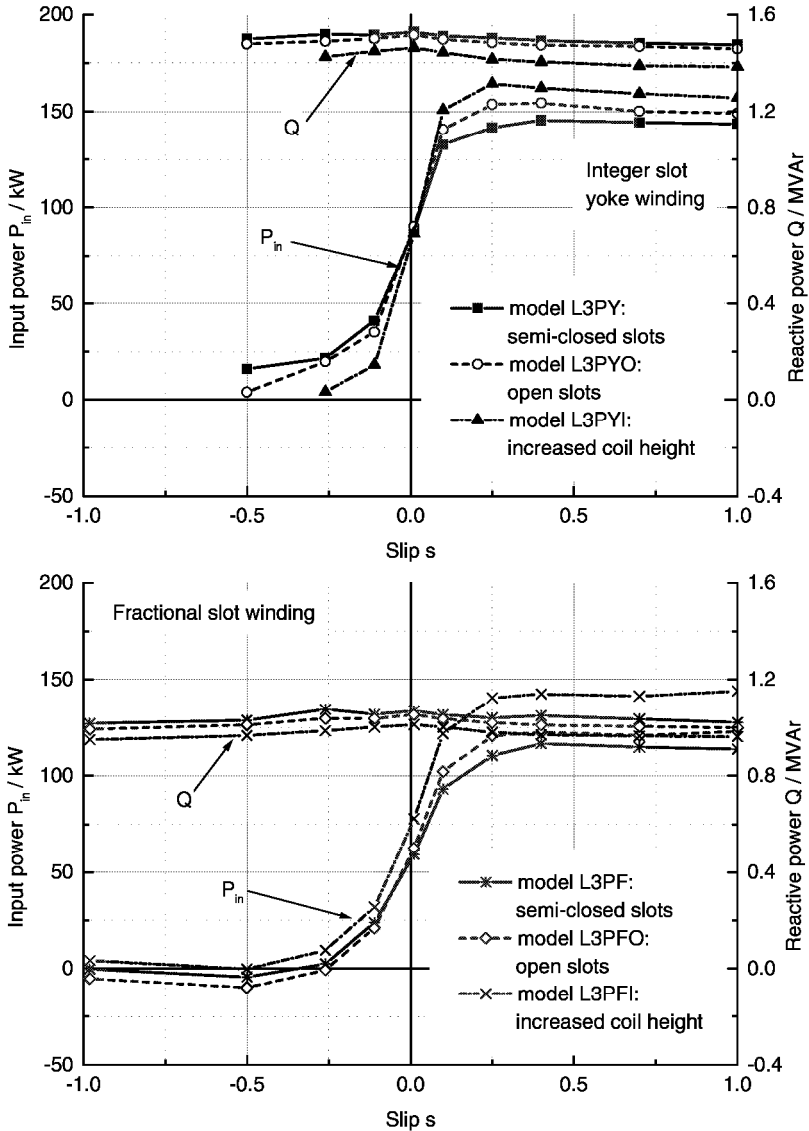 200
150
100
50
0
-50
Input power P_in / kW
1.6
1.2
0.8
0.4
0.0
-0.4
Reactive power Q / MVAr
Q
P_in
Integer slot
yoke winding
model L3PY:
semi-closed slots
model L3PYO:
open slots
model L3PYI:
increased coil height
-1.0 -0.5 0.0 0.5 1.0
Slip s
200
150
100
50
0
-50
Input power P_in / kW
1.6
1.2
0.8
0.4
0.0
-0.4
Reactive power Q / MVAr
Fractional slot winding
Q
P_in
model L3PF:
semi-closed slots
model L3PFO:
open slots
model L3PFI:
increased coil height
-1.0 -0.5 0.0 0.5 1.0
Slip s